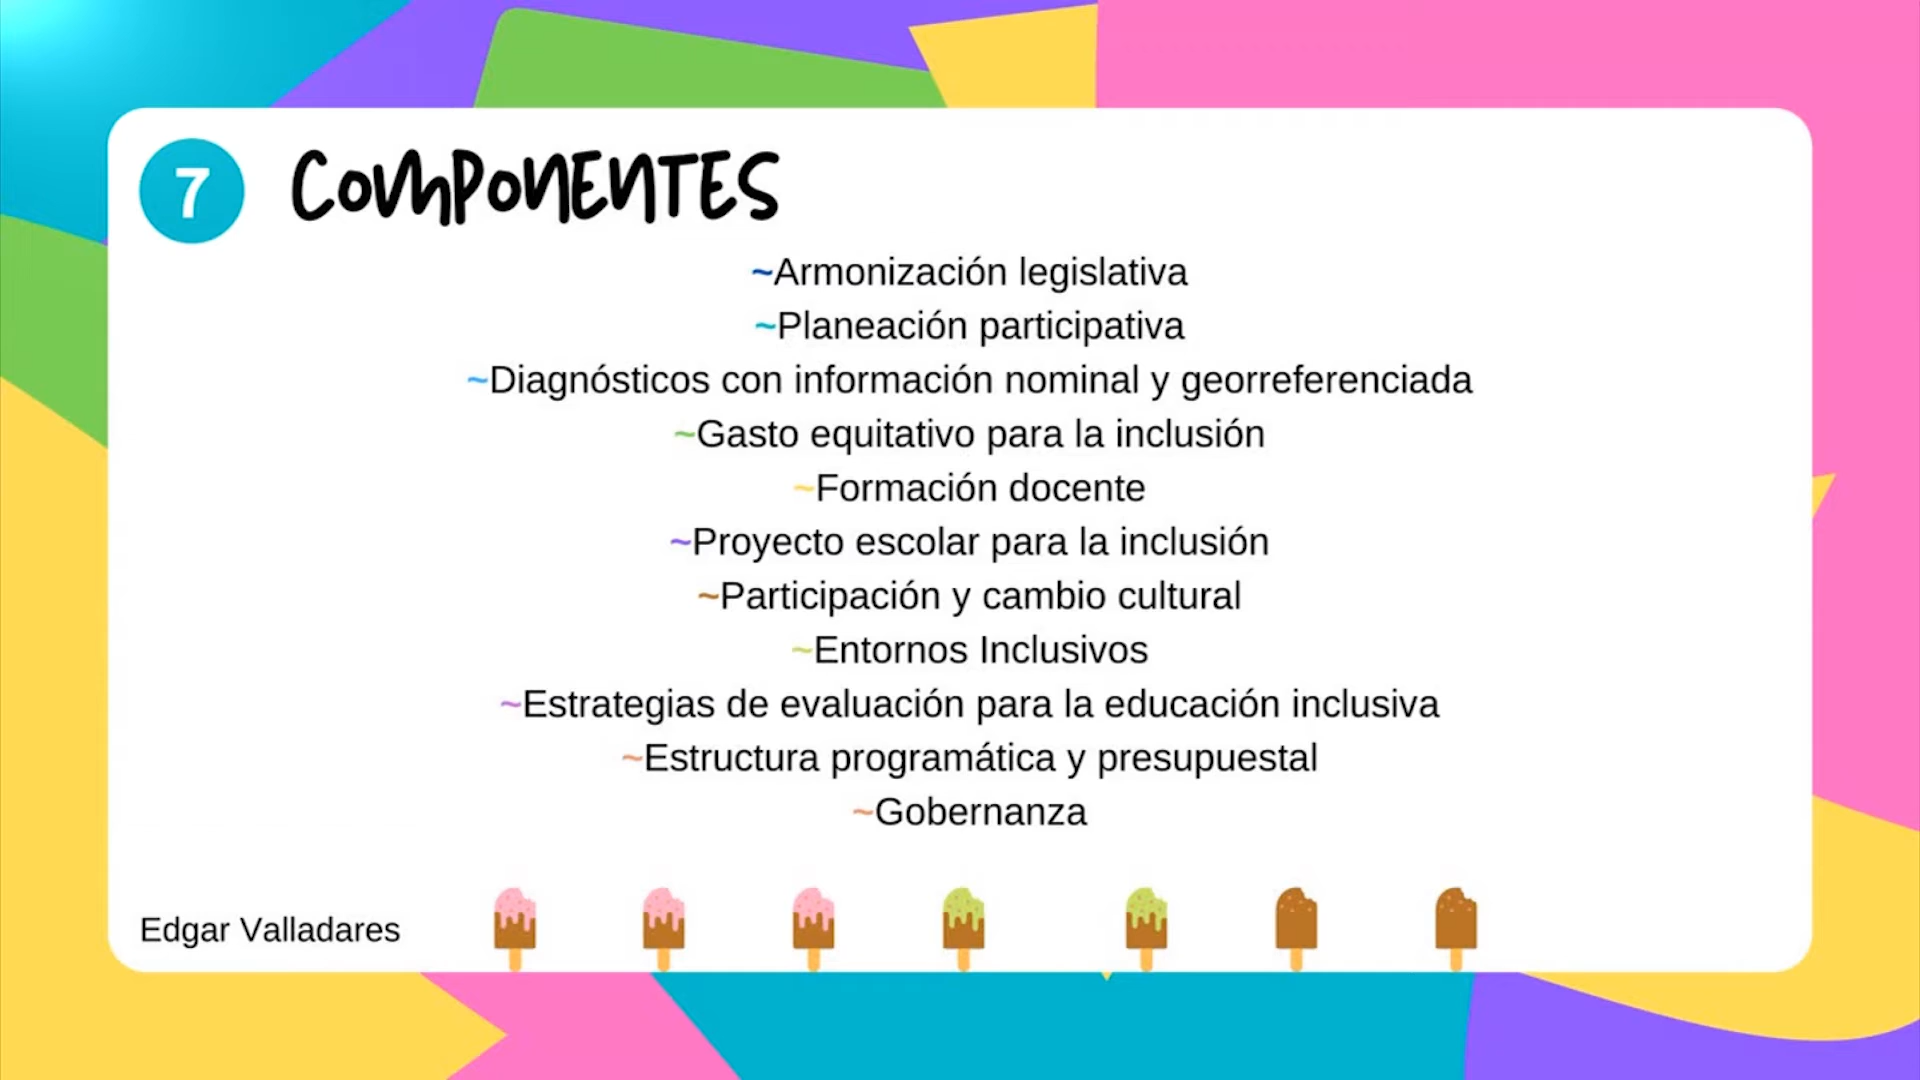 7
COMPONENTES
~Armonización legislativa
~Planeación participativa
~Diagnósticos con información nominal y georreferenciada
~Gasto equitativo para la inclusión
~Formación docente
~Proyecto escolar para la inclusión
~Participación y cambio cultural
~Entornos Inclusivos
~Estrategias de evaluación para la educación inclusiva
~Estructura programática y presupuestal
~Gobernanza
Edgar Valladares